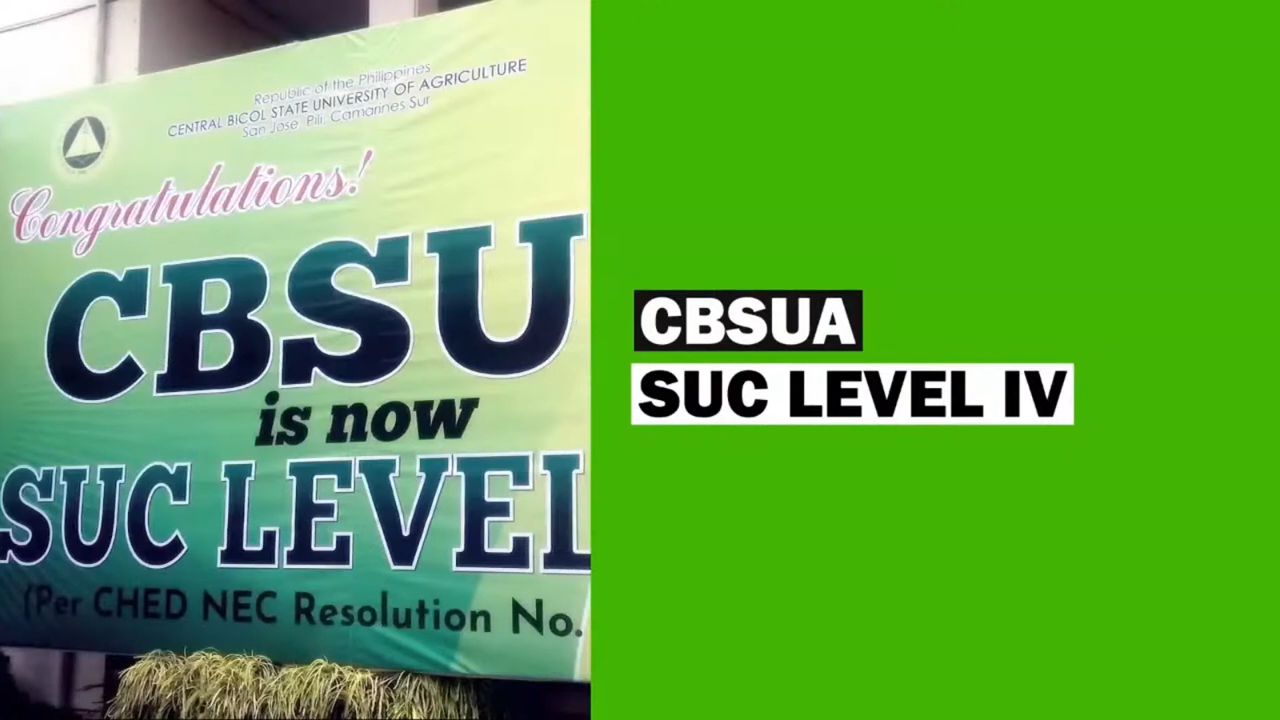 Republic of the Philippines
CENTRAL BICOL STATE UNIVERSITY OF AGRICULTURE
San Jose, Pili, Camarines Sur
Congratulations!
CBSU
is now
SUC LEVEL
(Per CHED NEC Resolution No.
CBSUA
SUC LEVEL IV